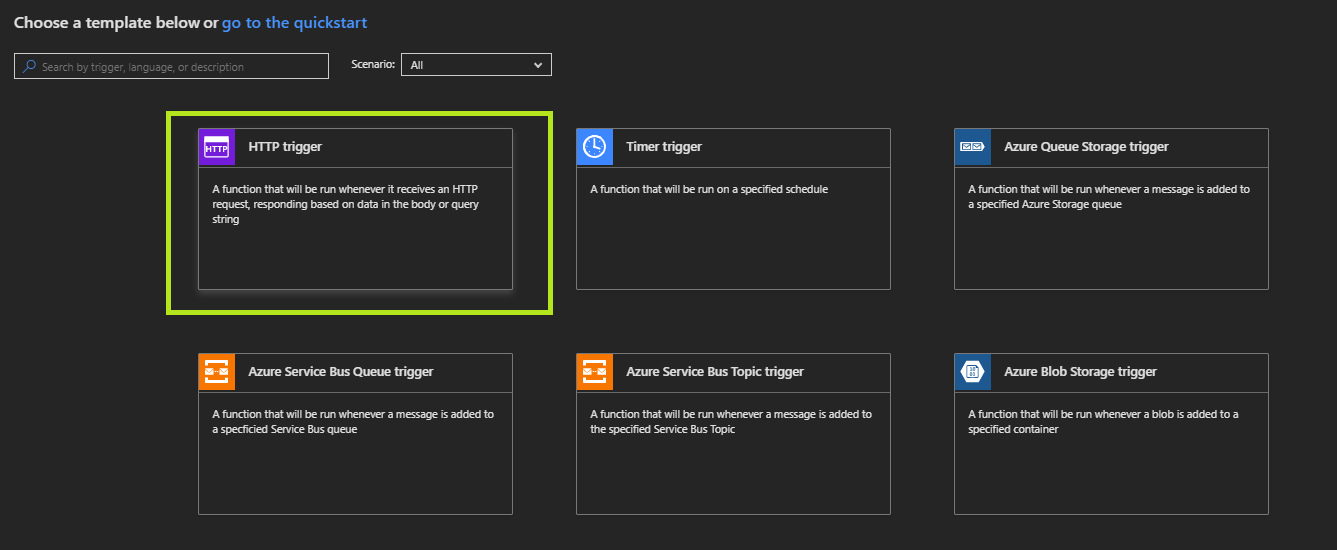 Choose a template below or go to the quickstart
Search by trigger, language, or description
Scenario:
All
HTTP
HTTP trigger
A function that will be run whenever it receives an HTTP
request, responding based on data in the body or query
string
Timer trigger
A function that will be run on a specified schedule
Azure Queue Storage trigger
A function that will be run whenever a message is added to
a specified Azure Storage queue
Azure Service Bus Queue trigger
A function that will be run whenever a message is added to
a specficied Service Bus queue
Azure Service Bus Topic trigger
A function that will be run whenever a message is added to
the specified Service Bus Topic
10
01
Azure Blob Storage trigger
A function that will be run whenever a blob is added to a
specified container